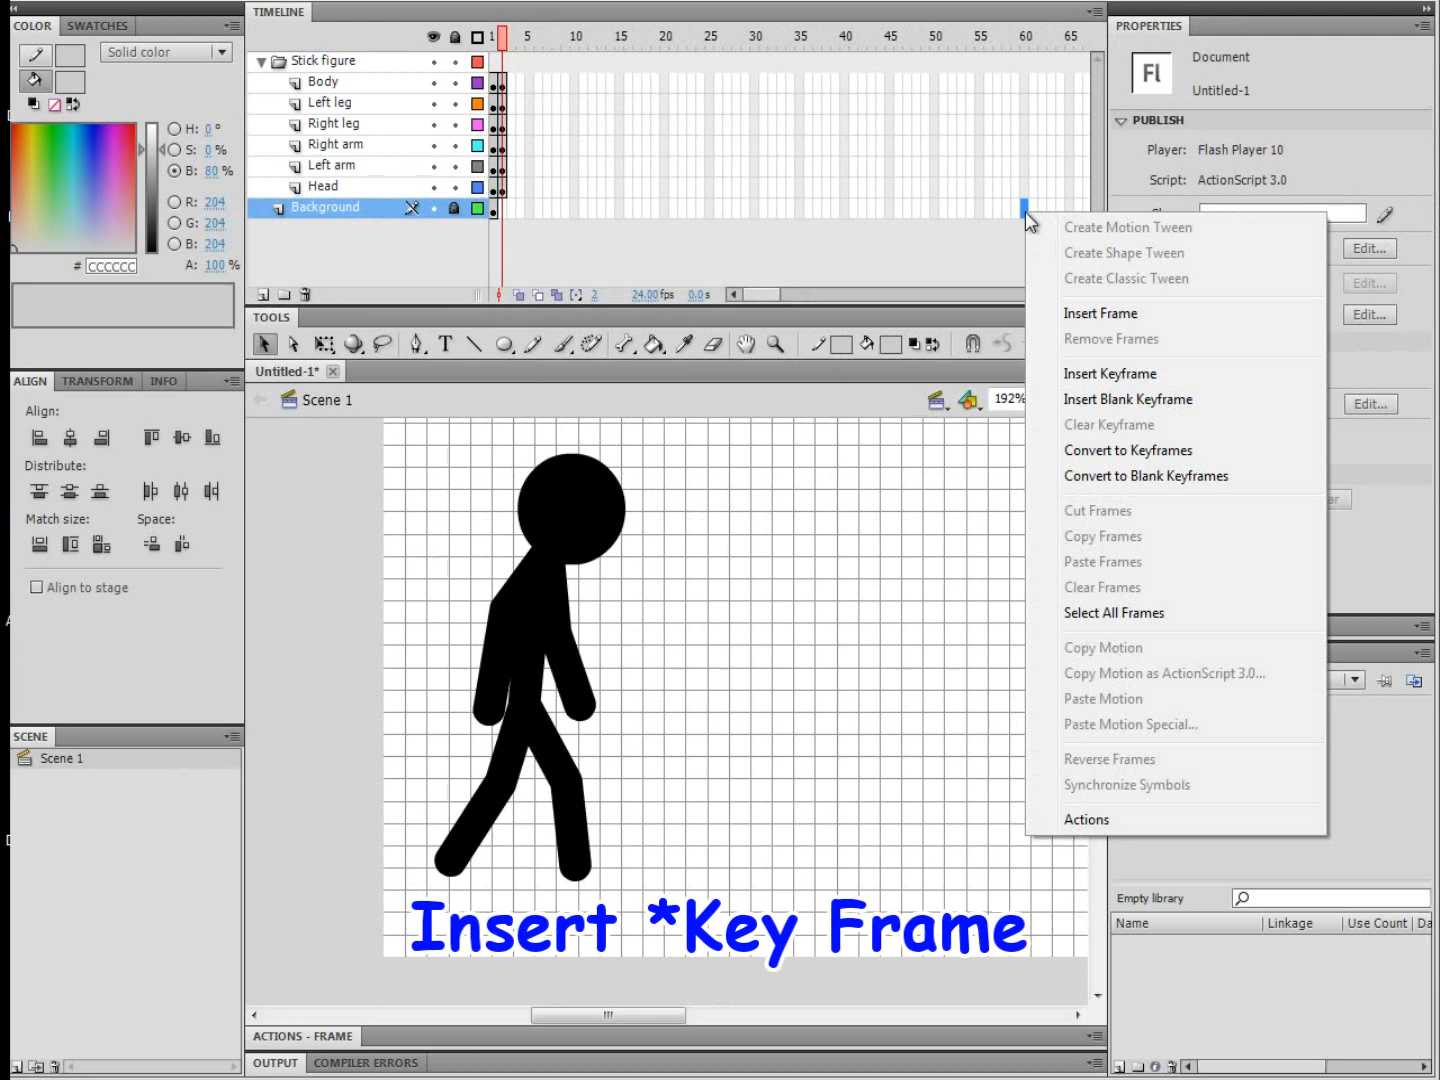 COLOR SWATCHES
Solid color
H: 0 °
S: 0 %
B: 80 %
R: 204
G: 204
B: 204
# CCCCCC
A: 100 %
ALIGN TRANSFORM INFO
Align:
Distribute:
Match size: Space:
Align to stage
SCENE
Scene 1
TIMELINE
1 5 10 15 20 25 30 35 40 45 50 55 60 65
Stick figure
Body
Left leg
Right leg
Right arm
Left arm
Head
Background
2 24.00fps 0.0s
TOOLS
Untitled-1*
Scene 1
192%
Insert *Key Frame
ACTIONS - FRAME
OUTPUT COMPILER ERRORS
Create Motion Tween
Create Shape Tween
Create Classic Tween
Insert Frame
Remove Frames
Insert Keyframe
Insert Blank Keyframe
Clear Keyframe
Convert to Keyframes
Convert to Blank Keyframes
Cut Frames
Copy Frames
Paste Frames
Clear Frames
Select All Frames
Copy Motion
Copy Motion as ActionScript 3.0...
Paste Motion
Paste Motion Special...
Reverse Frames
Synchronize Symbols
Actions
PROPERTIES
Fl
Document
Untitled-1
PUBLISH
Player: Flash Player 10
Script: ActionScript 3.0
Edit...
Edit...
Edit...
Edit...
Empty library
Name Linkage Use Count